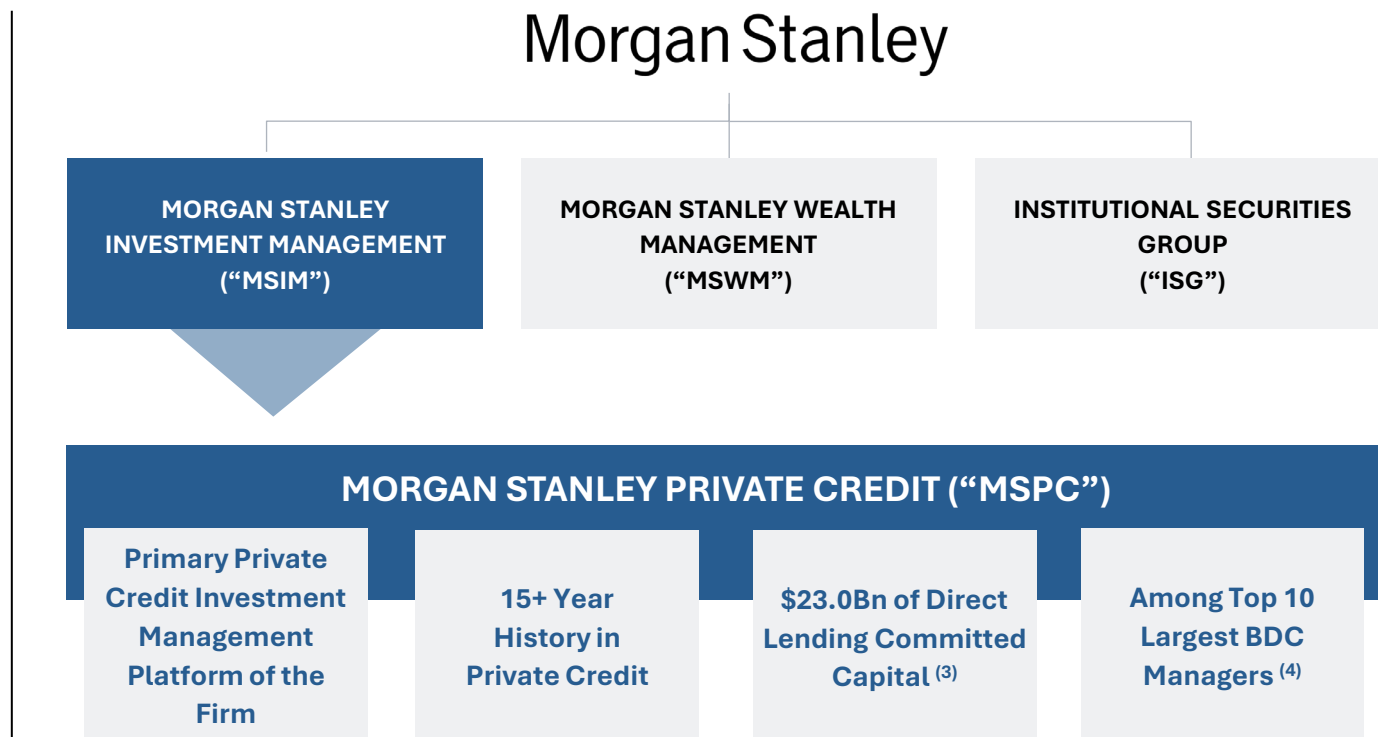 Morgan Stanley
MORGAN STANLEY
INVESTMENT MANAGEMENT
(“MSIM”)
MORGAN STANLEY WEALTH
MANAGEMENT
(“MSWM”)
INSTITUTIONAL SECURITIES
GROUP
(“ISG”)
MORGAN STANLEY PRIVATE CREDIT (“MSPC”)
Primary Private
Credit Investment
Management
Platform of the
Firm
15+ Year
History in
Private Credit
$23.0Bn of Direct
Lending Committed
Capital (3)
Among Top 10
Largest BDC
Managers (4)